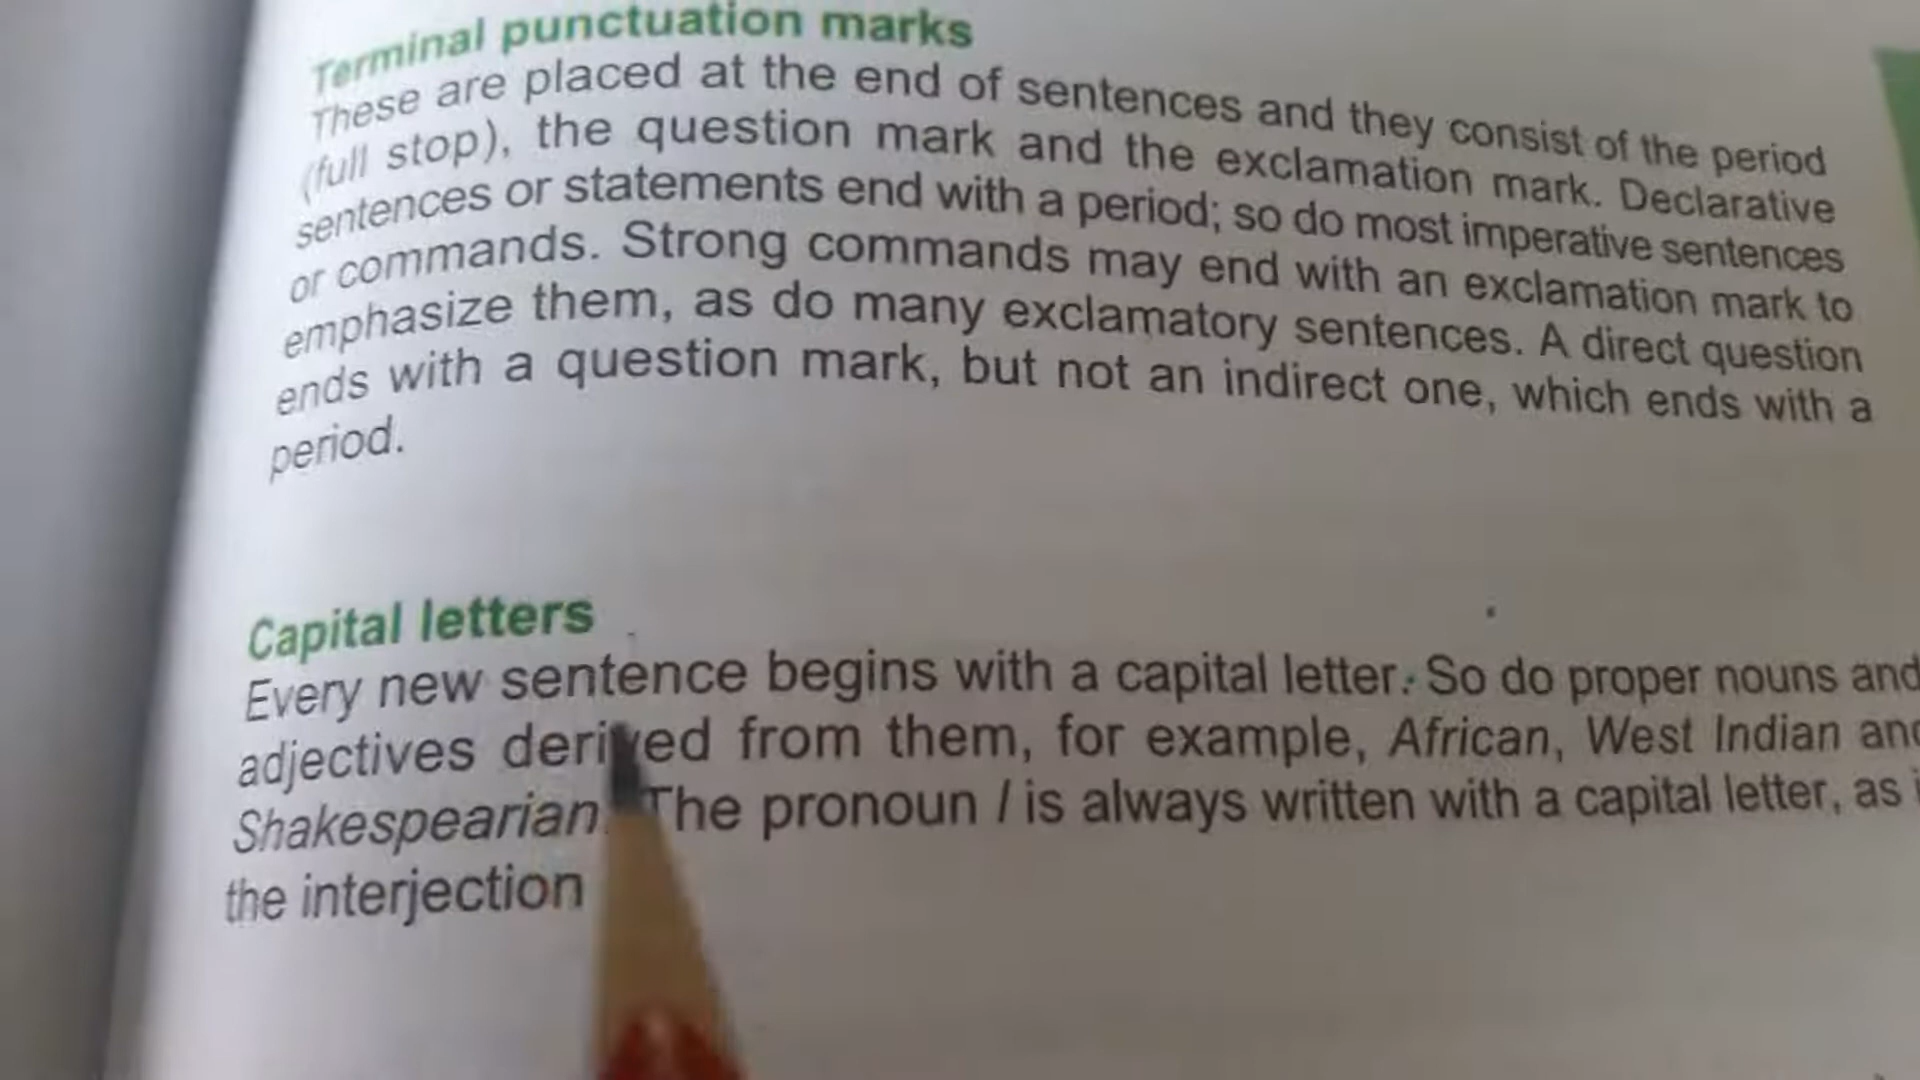 Terminal punctuation marks
These are placed at the end of sentences and they consist of the period
(full stop), the question mark and the exclamation mark. Declarative
sentences or statements end with a period; so do most imperative sentences
or commands. Strong commands may end with an exclamation mark to
emphasize them, as do many exclamatory sentences. A direct question
ends with a question mark, but not an indirect one, which ends with a
period.
Capital letters
Every new sentence begins with a capital letter. So do proper nouns and
adjectives derived from them, for example, African, West Indian and
Shakespearian. The pronoun I is always written with a capital letter, as
the interjection